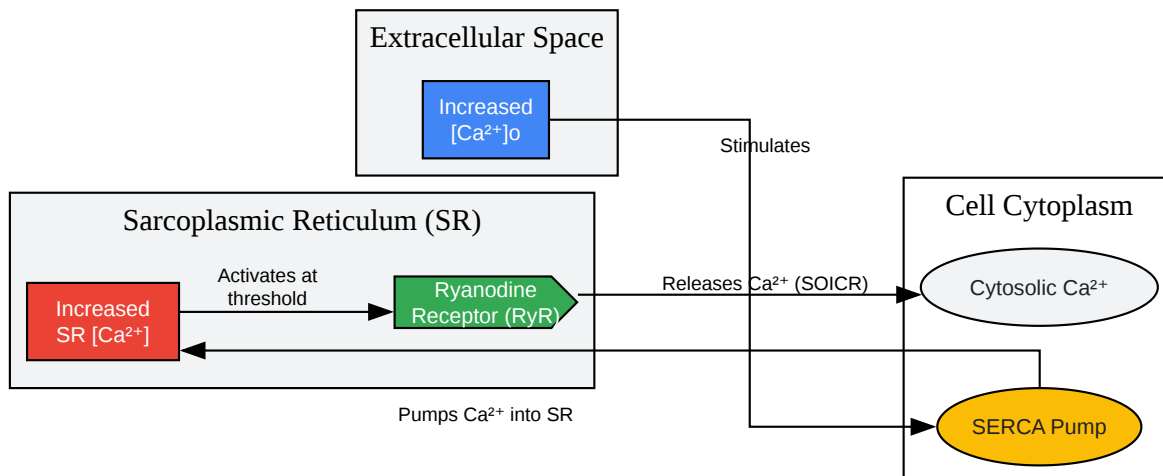 Extracellular Space
Increased
[Ca²⁺]o
Stimulates
Sarcoplasmic Reticulum (SR)
Activates at
threshold
Increased
SR [Ca²⁺]
Ryanodine
Receptor (RyR)
Releases Ca²⁺ (SOICR)
Cell Cytoplasm
Cytosolic Ca²⁺
Pumps Ca²⁺ into SR
SERCA Pump